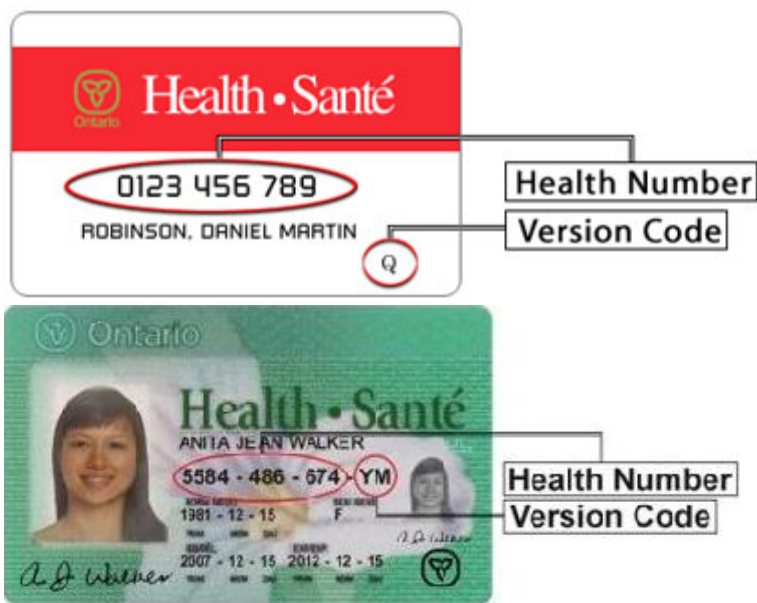 Health • Santé
Ontario
0123 456 789
Health Number
ROBINSON, DANIEL MARTIN
Version Code
Q
Ontario
Health • Santé
ANITA JEAN WALKER
5584 - 486 - 674 - YM
Health Number
1981 - 12 - 15 F
Version Code
2007 - 12 - 15 2012 - 12 - 15
A. J. Walker